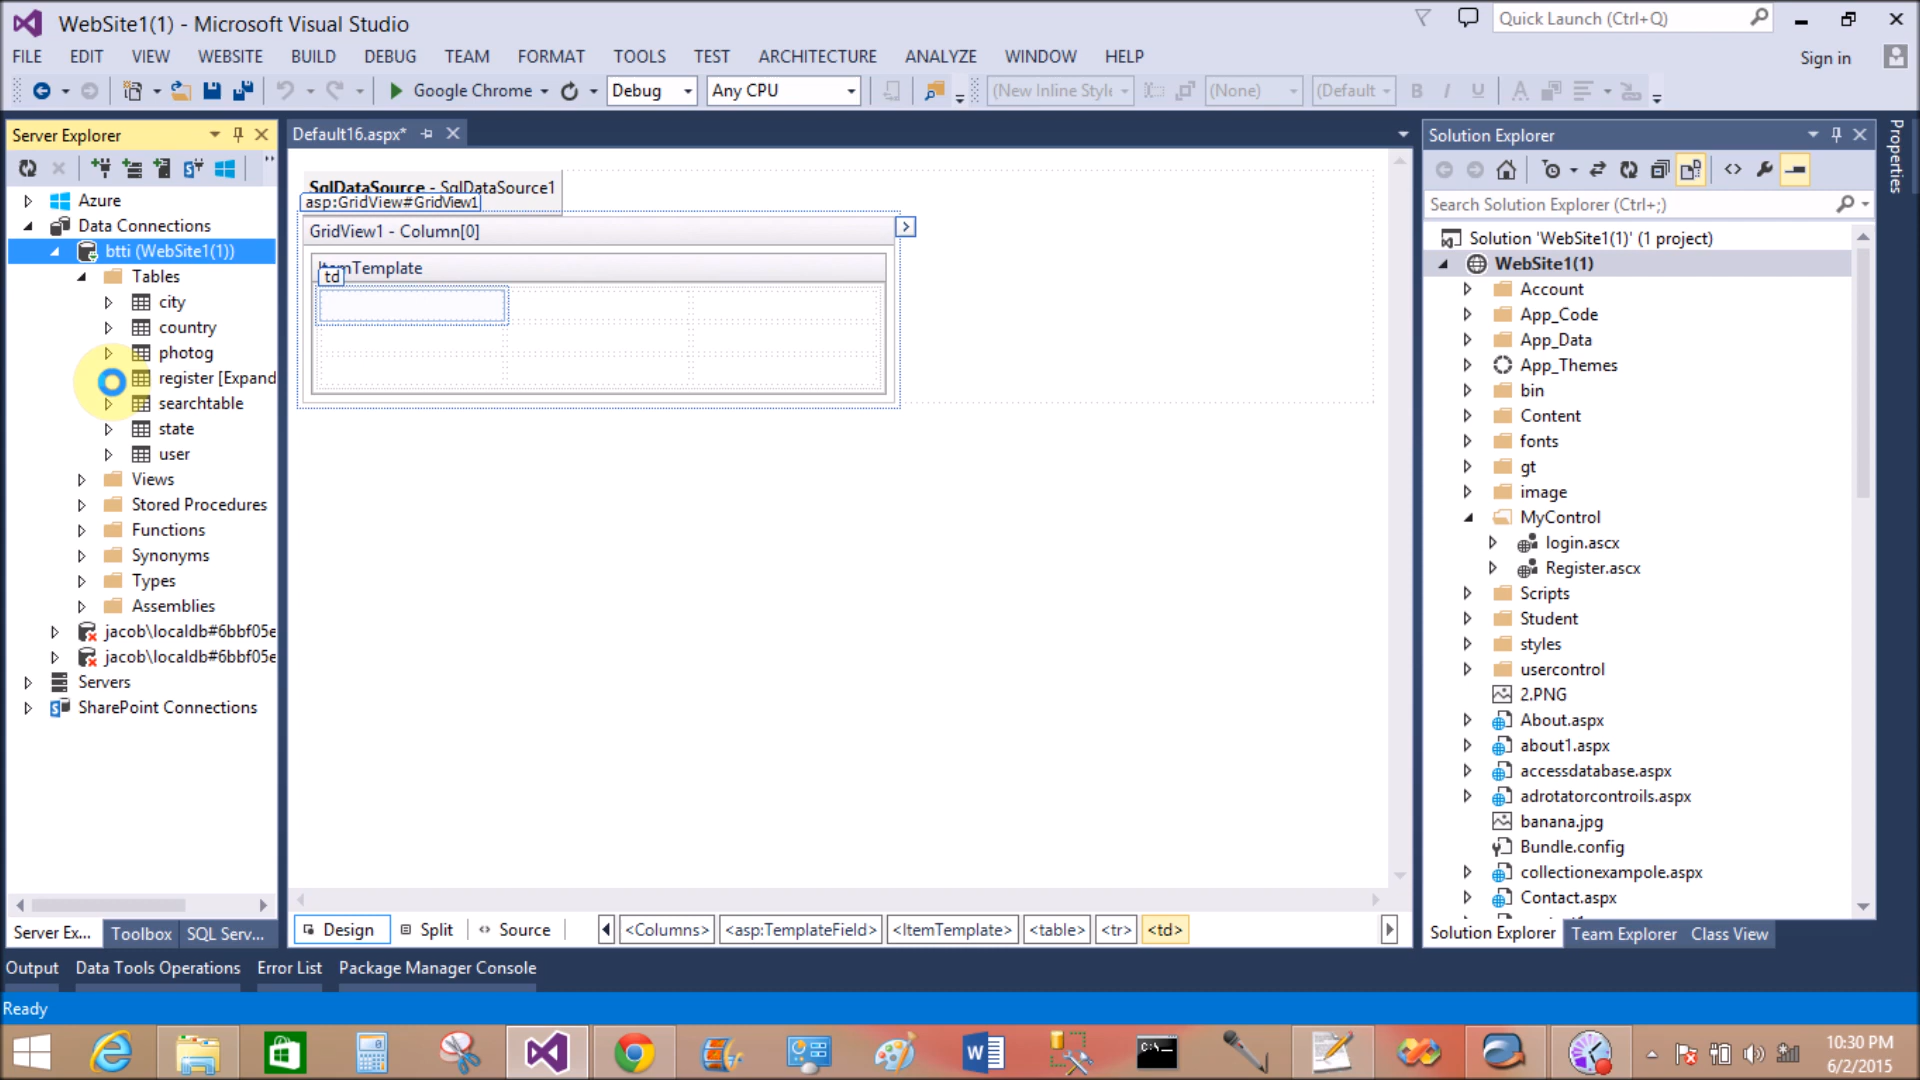 WebSite1(1) - Microsoft Visual Studio
Quick Launch (Ctrl+Q)
FILE EDIT VIEW WEBSITE BUILD DEBUG TEAM FORMAT TOOLS TEST ARCHITECTURE ANALYZE WINDOW HELP
Sign in
Google Chrome Debug Any CPU (New Inline Style (None) (Default B I U A
Server Explorer
Azure
Data Connections
btti (WebSite1(1))
Tables
city
country
photog
register [Expand
searchtable
state
user
Views
Stored Procedures
Functions
Synonyms
Types
Assemblies
jacob\localdb#6bbf05e
jacob\localdb#6bbf05e
Servers
SharePoint Connections
Server Ex... Toolbox SQL Serv...
Default16.aspx*
SqlDataSource - SqlDataSource1
asp:GridView#GridView1
GridView1 - Column[0]
ItemTemplate
td
Design Split Source <Columns> <asp:TemplateField> <ItemTemplate> <table> <tr> <td>
Solution Explorer
Search Solution Explorer (Ctrl+;)
Solution 'WebSite1(1)' (1 project)
WebSite1(1)
Account
App_Code
App_Data
App_Themes
bin
Content
fonts
gt
image
MyControl
login.ascx
Register.ascx
Scripts
Student
styles
usercontrol
2.PNG
About.aspx
about1.aspx
accessdatabase.aspx
adrotatorcontroils.aspx
banana.jpg
Bundle.config
collectionexampole.aspx
Contact.aspx
Solution Explorer Team Explorer Class View
Properties
Output Data Tools Operations Error List Package Manager Console
Ready
10:30 PM
6/2/2015